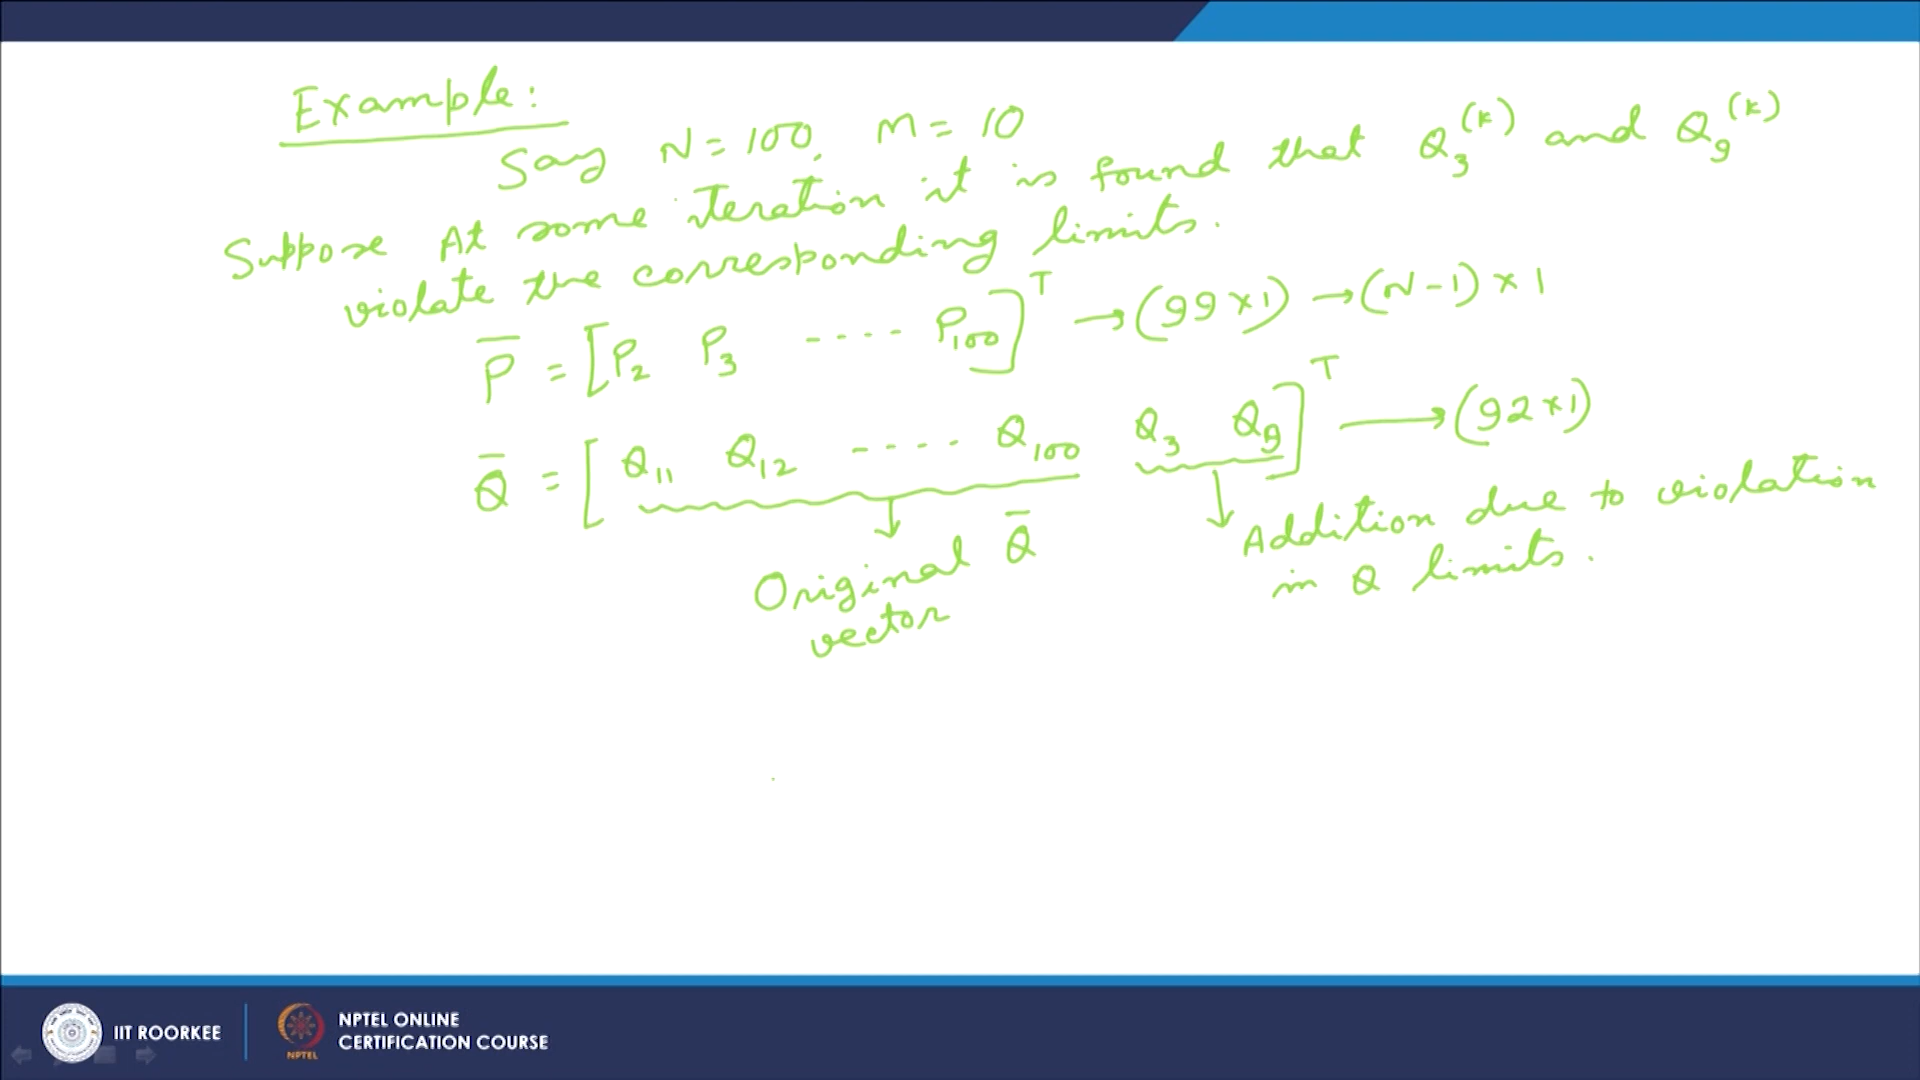 Example:
Say N = 100, M = 10
Suppose At some iteration it is found that Q₃⁽ᵏ⁾ and Q₉⁽ᵏ⁾
violate the corresponding limits.
P̄ = [P₂ P₃ ---- P₁₀₀]ᵀ → (99×1) → (N-1)×1
Q̄ = [Q₁₁ Q₁₂ ---- Q₁₀₀ Q₃ Q₉]ᵀ → (92×1)
Original Q̄
vector
Addition due to violation
in Q limits.
IIT ROORKEE
NPTEL
NPTEL ONLINE
CERTIFICATION COURSE